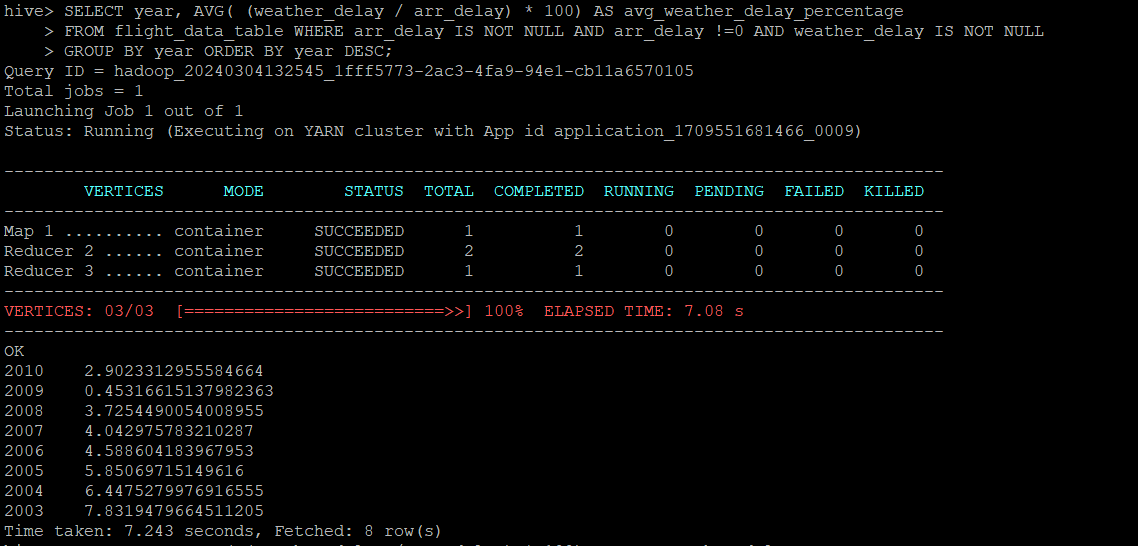 hive> SELECT year, AVG( (weather_delay / arr_delay) * 100) AS avg_weather_delay_percentage
    > FROM flight_data_table WHERE arr_delay IS NOT NULL AND arr_delay !=0 AND weather_delay IS NOT NULL
    > GROUP BY year ORDER BY year DESC;
Query ID = hadoop_20240304132545_1fff5773-2ac3-4fa9-94e1-cb11a6570105
Total jobs = 1
Launching Job 1 out of 1
Status: Running (Executing on YARN cluster with App id application_1709551681466_0009)
----------------------------------------------------------------------------------------------
        VERTICES      MODE        STATUS  TOTAL  COMPLETED  RUNNING  PENDING  FAILED  KILLED
----------------------------------------------------------------------------------------------
Map 1 .......... container     SUCCEEDED      1          1        0        0       0       0
Reducer 2 ...... container     SUCCEEDED      2          2        0        0       0       0
Reducer 3 ...... container     SUCCEEDED      1          1        0        0       0       0
----------------------------------------------------------------------------------------------
VERTICES: 03/03  [==========================>>] 100%  ELAPSED TIME: 7.08 s
----------------------------------------------------------------------------------------------
OK
2010    2.9023312955584664
2009    0.45316615137982363
2008    3.7254490054008955
2007    4.042975783210287
2006    4.588604183967953
2005    5.85069715149616
2004    6.4475279976916555
2003    7.8319479664511205
Time taken: 7.243 seconds, Fetched: 8 row(s)